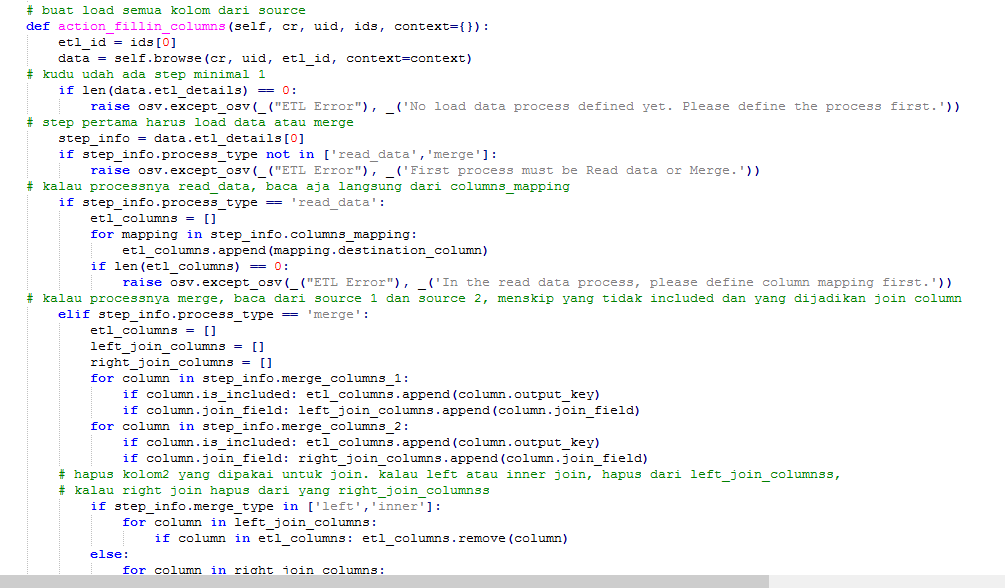 # buat load semua kolom dari source
def action_fillin_columns(self, cr, uid, ids, context={}):
    etl_id = ids[0]
    data = self.browse(cr, uid, etl_id, context=context)
# kudu udah ada step minimal 1
    if len(data.etl_details) == 0:
        raise osv.except_osv(_("ETL Error"), _('No load data process defined yet. Please define the process first.'))
# step pertama harus load data atau merge
    step_info = data.etl_details[0]
    if step_info.process_type not in ['read_data','merge']:
        raise osv.except_osv(_("ETL Error"), _('First process must be Read data or Merge.'))
# kalau processnya read_data, baca aja langsung dari columns_mapping
    if step_info.process_type == 'read_data':
        etl_columns = []
        for mapping in step_info.columns_mapping:
            etl_columns.append(mapping.destination_column)
        if len(etl_columns) == 0:
            raise osv.except_osv(_("ETL Error"), _('In the read data process, please define column mapping first.'))
# kalau processnya merge, baca dari source 1 dan source 2, menskip yang tidak included dan yang dijadikan join column
    elif step_info.process_type == 'merge':
        etl_columns = []
        left_join_columns = []
        right_join_columns = []
        for column in step_info.merge_columns_1:
            if column.is_included: etl_columns.append(column.output_key)
            if column.join_field: left_join_columns.append(column.join_field)
        for column in step_info.merge_columns_2:
            if column.is_included: etl_columns.append(column.output_key)
            if column.join_field: right_join_columns.append(column.join_field)
    # hapus kolom2 yang dipakai untuk join. kalau left atau inner join, hapus dari left_join_columnss,
    # kalau right join hapus dari yang right_join_columnss
        if step_info.merge_type in ['left','inner']:
            for column in left_join_columns:
                if column in etl_columns: etl_columns.remove(column)
        else:
            for column in right_join_columns: